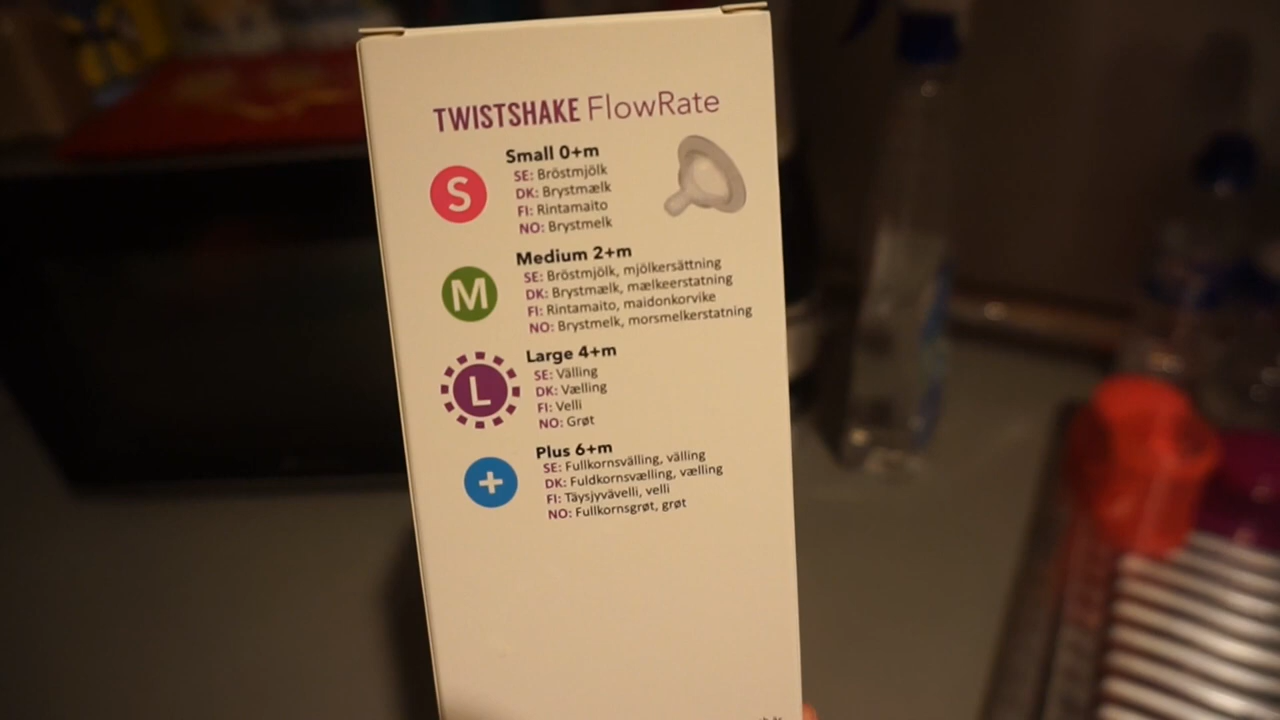 TWISTSHAKE FlowRate
S
Small 0+m
SE: Bröstmjölk
DK: Brystmælk
FI: Rintamaito
NO: Brystmelk
M
Medium 2+m
SE: Bröstmjölk, mjölkersättning
DK: Brystmælk, mælkeerstatning
FI: Rintamaito, maidonkorvike
NO: Brystmelk, morsmelkerstatning
L
Large 4+m
SE: Välling
DK: Vælling
FI: Velli
NO: Grøt
+
Plus 6+m
SE: Fullkornsvälling, välling
DK: Fuldkornsvælling, vælling
FI: Täysjyvävelli, velli
NO: Fullkornsgrøt, grøt